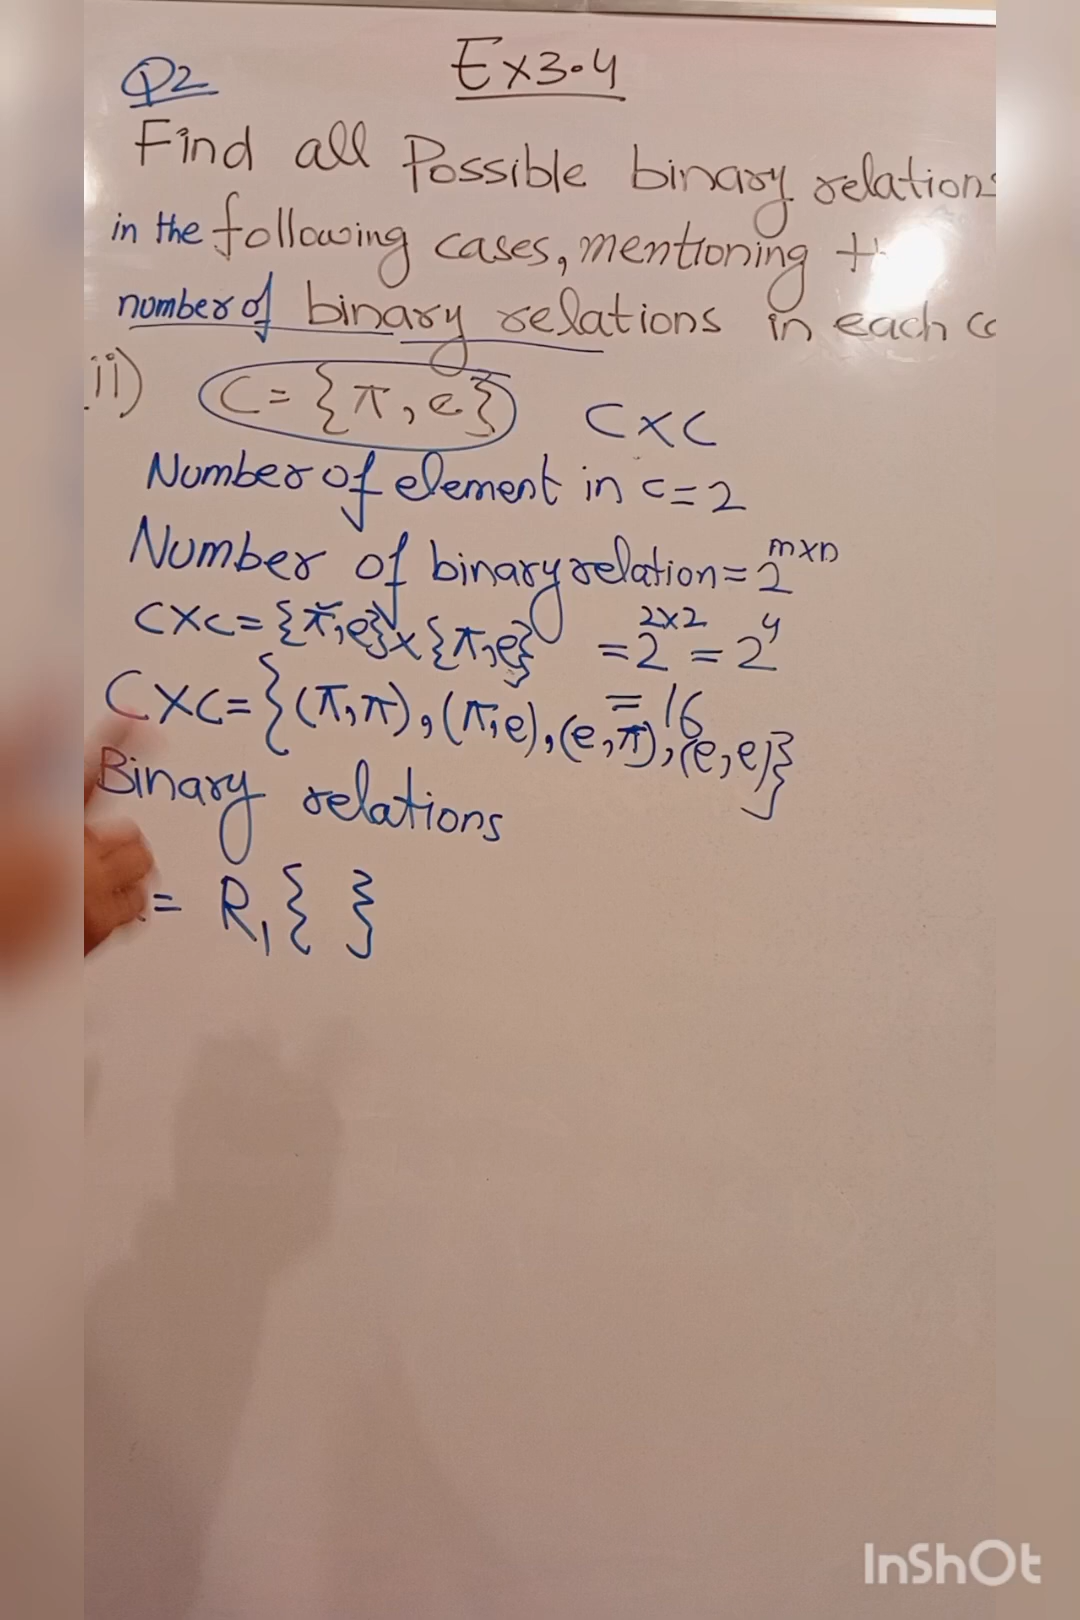 Q2 Ex3.4
Find all Possible binary relations
in the following cases, mentioning
number of binary relations in each
ii) C = {π, e} C×C
Number of element in C=2
Number of binary relation = 2^{m×n}
C×C = {π,e}×{π,e} = 2^{2×2} = 2^4
= 16
C×C = {(π,π), (π,e), (e,π), (e,e)}
Binary relations
= R₁ { }
InShOt